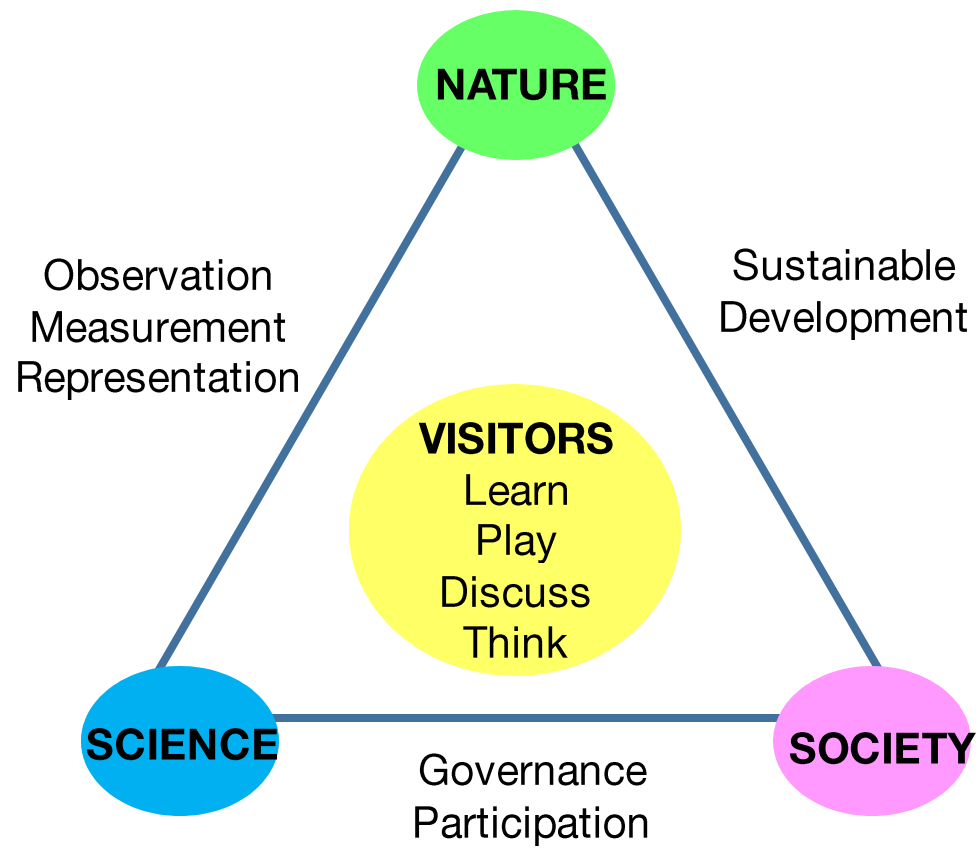 NATURE
Observation
Measurement
Representation
Sustainable
Development
VISITORS
Learn
Play
Discuss
Think
SCIENCE
SOCIETY
Governance
Participation